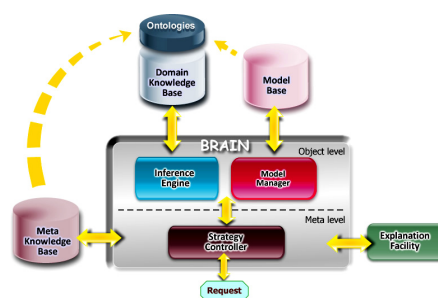 Ontologies
Domain
Knowledge
Base
Model
Base
BRAIN
Object level
Inference
Engine
Model
Manager
Meta level
Meta
Knowledge
Base
Strategy
Controller
Explanation
Facility
Request